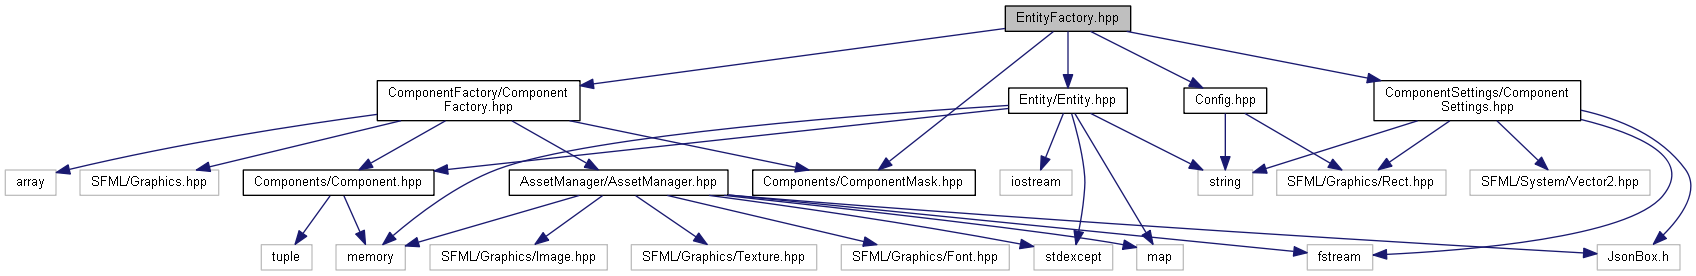 EntityFactory.hpp
ComponentFactory/Component
Factory.hpp
Entity/Entity.hpp
Config.hpp
ComponentSettings/Component
Settings.hpp
array
SFML/Graphics.hpp
Components/Component.hpp
AssetManager/AssetManager.hpp
Components/ComponentMask.hpp
iostream
string
SFML/Graphics/Rect.hpp
SFML/System/Vector2.hpp
tuple
memory
SFML/Graphics/Image.hpp
SFML/Graphics/Texture.hpp
SFML/Graphics/Font.hpp
stdexcept
map
fstream
JsonBox.h